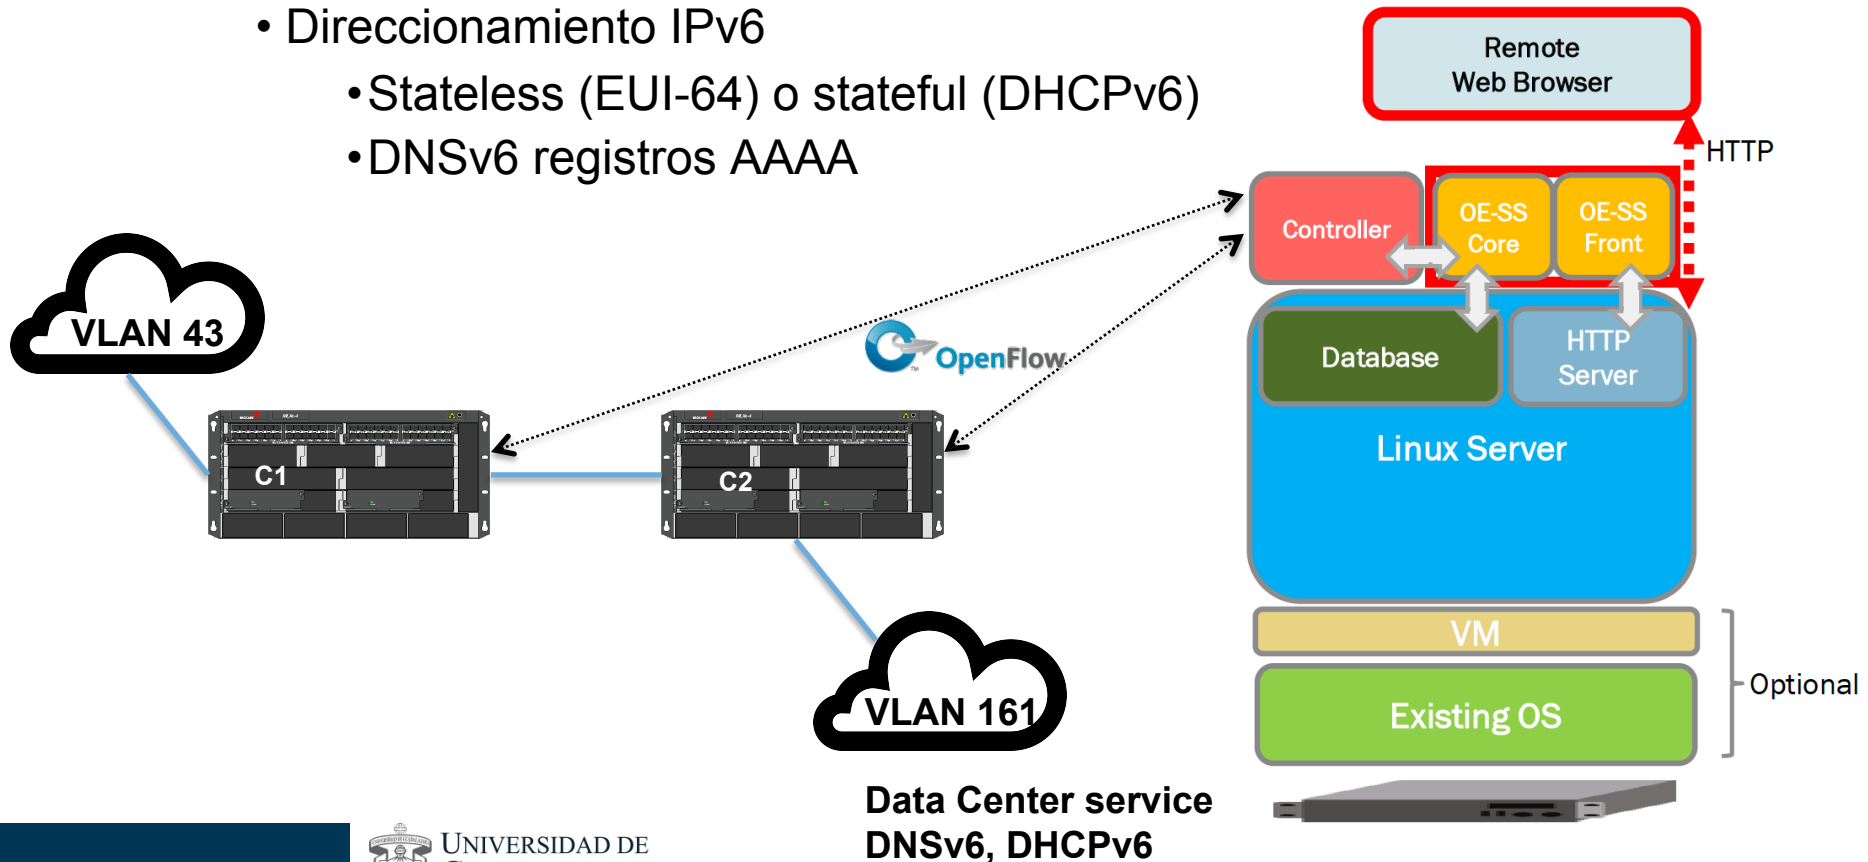 • Direccionamiento IPv6
• Stateless (EUI-64) o stateful (DHCPv6)
• DNSv6 registros AAAA
Remote
Web Browser
HTTP
Controller
OE-SS
Core
OE-SS
Front
VLAN 43
OpenFlow
TM
Database
HTTP
Server
Linux Server
C1
C2
VM
VLAN 161
Optional
Existing OS
Data Center service
DNSv6, DHCPv6
UNIVERSIDAD DE